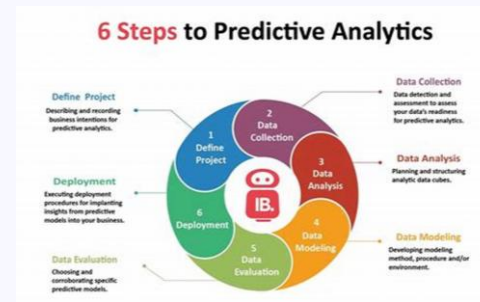 6 Steps to Predictive Analytics
Define Project
Describing and recording
business intentions for
predictive analytics.
Data Collection
Data detection and
assessment to assess
your data's readiness
for predictive analytics.
Data Analysis
Planning and structuring
analytic data cubes.
Data Modeling
Developing modeling
method, procedure and/or
environment.
Data Evaluation
Choosing and
corroborating specific
predictive models.
Deployment
Executing deployment
procedures for implanting
insights from predictive
models into your business.
1
Define
Project
2
Data
Collection
3
Data
Analysis
4
Data
Modeling
5
Data
Evaluation
6
Deployment
IB.